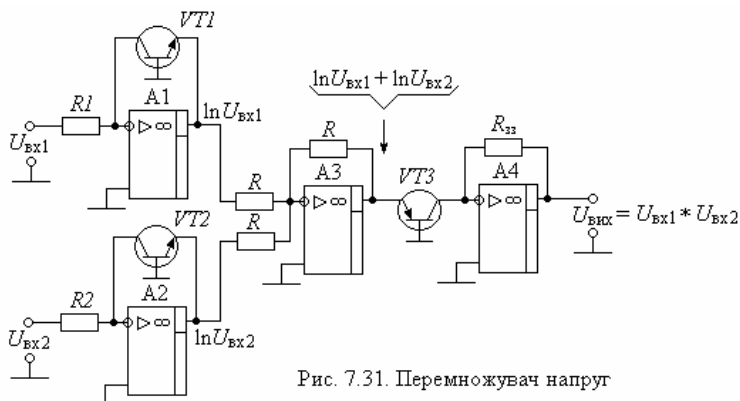 VT1
A1
R1
lnUвх1
Uвх1
▷ ∞
lnUвх1 + lnUвх2
R
Rзз
A3
VT3
A4
R
▷ ∞
▷ ∞
Uвих = Uвх1 * Uвх2
VT2
R
A2
R2
lnUвх2
Uвх2
▷ ∞
Рис. 7.31. Перемножувач напруг